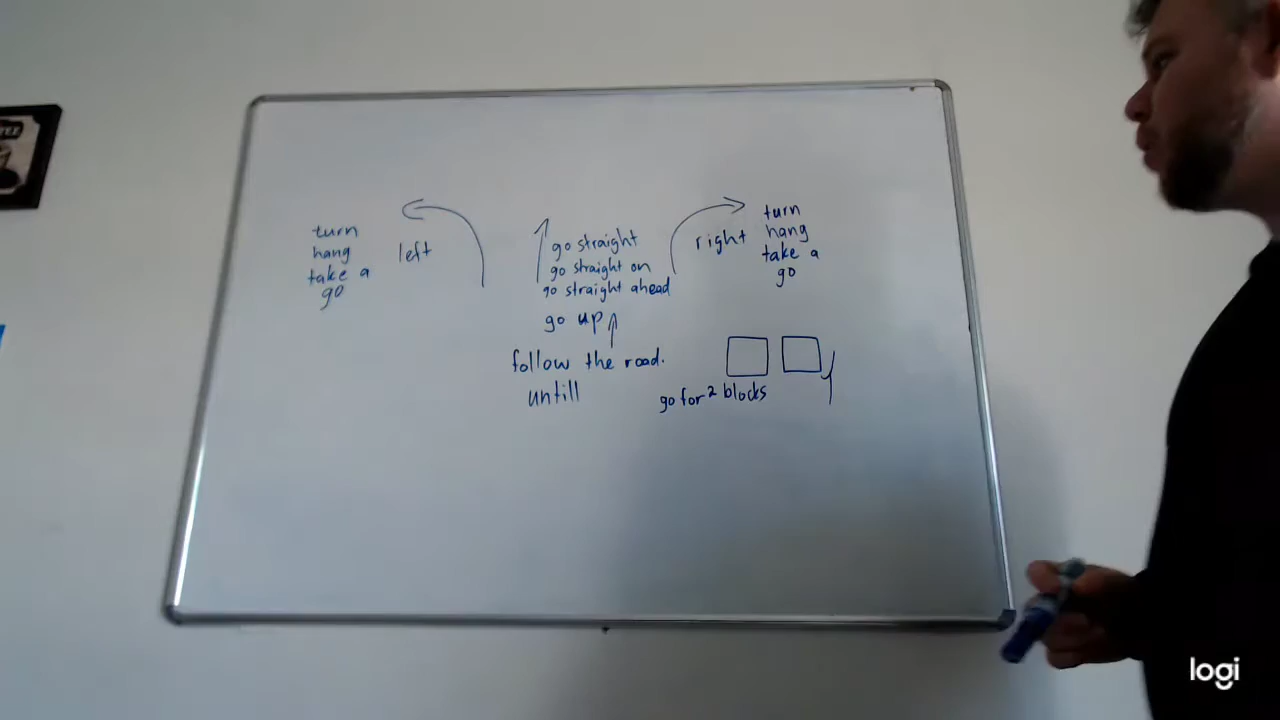 turn
hang
take a
go
left
go straight
go straight on
go straight ahead
go up
follow the road.
untill
right
turn
hang
take a
go
go for 2 blocks
logi